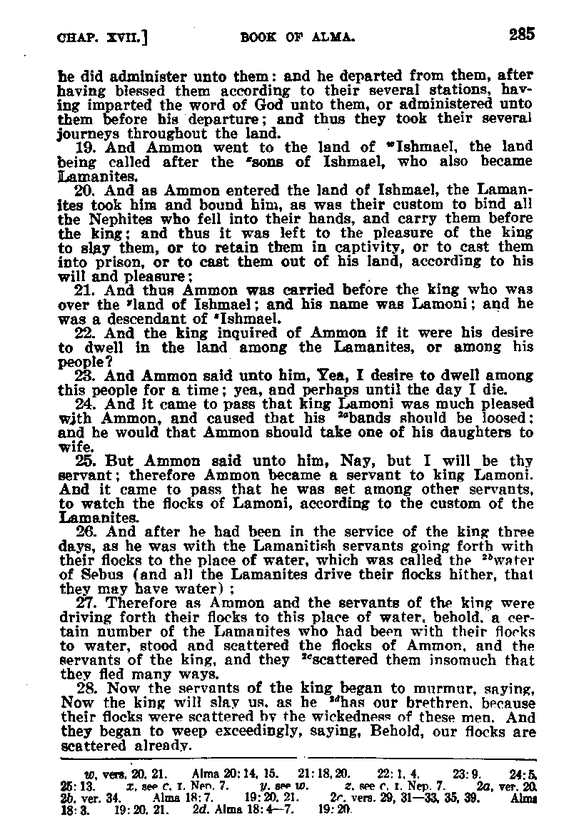 CHAP. XVII.] BOOK OF ALMA. 285
he did administer unto them: and he departed from them, after
having blessed them according to their several stations, hav-
ing imparted the word of God unto them, or administered unto
them before his departure; and thus they took their several
journeys throughout the land.
19. And Ammon went to the land of ʷIshmael, the land
being called after the ˣsons of Ishmael, who also became
Lamanites.
20. And as Ammon entered the land of Ishmael, the Laman-
ites took him and bound him, as was their custom to bind all
the Nephites who fell into their hands, and carry them before
the king; and thus it was left to the pleasure of the king
to slay them, or to retain them in captivity, or to cast them
into prison, or to cast them out of his land, according to his
will and pleasure;
21. And thus Ammon was carried before the king who was
over the ʸland of Ishmael; and his name was Lamoni; and he
was a descendant of ᶻIshmael.
22. And the king inquired of Ammon if it were his desire
to dwell in the land among the Lamanites, or among his
people?
23. And Ammon said unto him, Yea, I desire to dwell among
this people for a time; yea, and perhaps until the day I die.
24. And it came to pass that king Lamoni was much pleased
with Ammon, and caused that his ²ᵃbands should be loosed;
and he would that Ammon should take one of his daughters to
wife.
25. But Ammon said unto him, Nay, but I will be thy
servant; therefore Ammon became a servant to king Lamoni.
And it came to pass that he was set among other servants,
to watch the flocks of Lamoni, according to the custom of the
Lamanites.
26. And after he had been in the service of the king three
days, as he was with the Lamanitish servants going forth with
their flocks to the place of water, which was called the ²ᵇwater
of Sebus (and all the Lamanites drive their flocks hither, that
they may have water) ;
27. Therefore as Ammon and the servants of the king were
driving forth their flocks to this place of water, behold, a cer-
tain number of the Lamanites who had been with their flocks
to water, stood and scattered the flocks of Ammon, and the
servants of the king, and they ²ᶜscattered them insomuch that
they fled many ways.
28. Now the servants of the king began to murmur, saying,
Now the king will slay us, as he ²ᵈhas our brethren, because
their flocks were scattered by the wickedness of these men. And
they began to weep exceedingly, saying, Behold, our flocks are
scattered already.
w, vers. 20, 21. Alma 20: 14, 15. 21: 18, 20. 22: 1, 4. 23: 9. 24: 5.
25: 13. x, see c, 1. Nep. 7. y, see w. z, see c, 1. Nep. 7. 2a, ver. 20.
2b, ver. 34. Alma 18: 7. 19: 20, 21. 2c, vers. 29, 31—33, 35, 39. Alma
18: 3. 19: 20, 21. 2d, Alma 18: 4—7. 19: 20.